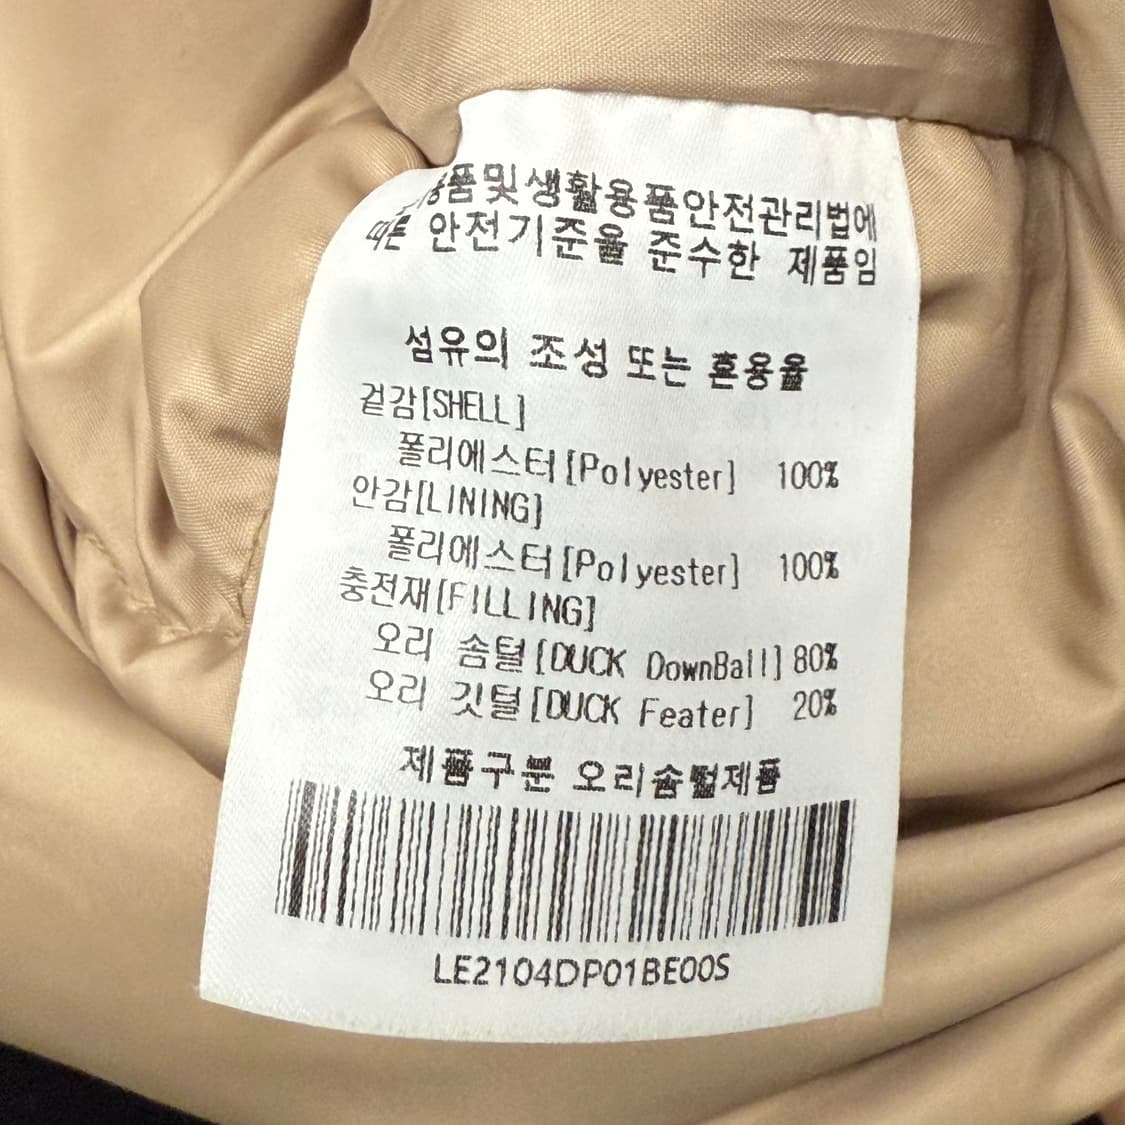 용품및생활용품안전관리법에
따른 안전기준율 준수한 제품임
섬유의 조성 또는 혼용율
겉감[SHELL]
폴리에스터[Polyester] 100%
안감[LINING]
폴리에스터[Polyester] 100%
충전재[FILLING]
오리 솜털[DUCK DownBall] 80%
오리 깃털[DUCK Feater] 20%
제품구분 오리솜털제품
LE2104DP01BE00S